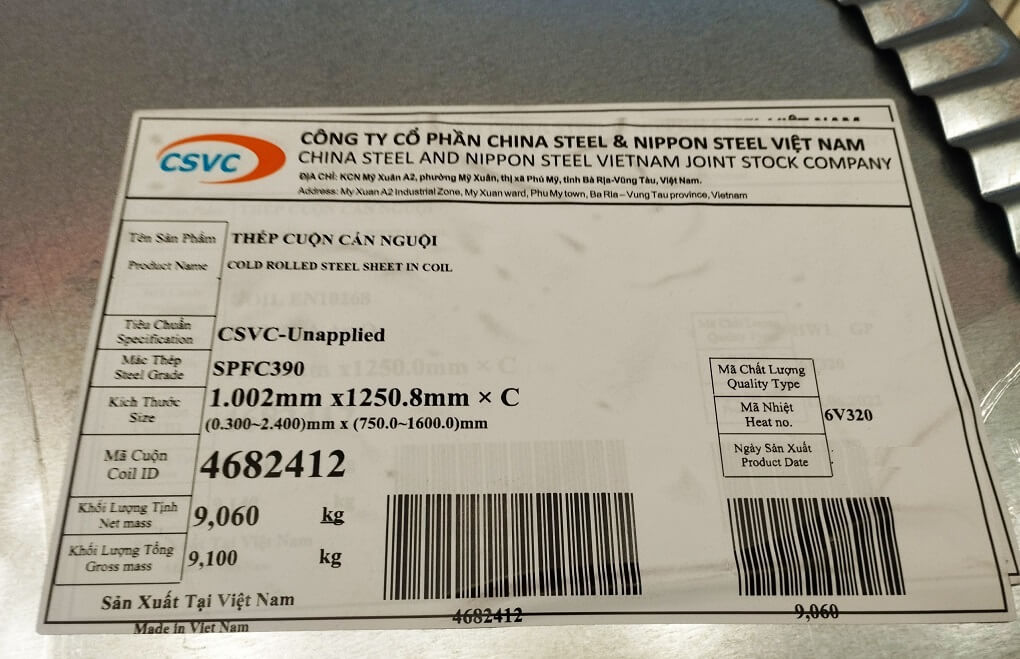 CSVC
CÔNG TY CỔ PHẦN CHINA STEEL & NIPPON STEEL VIỆT NAM
CHINA STEEL AND NIPPON STEEL VIETNAM JOINT STOCK COMPANY
ĐỊA CHỈ: KCN Mỹ Xuân A2, phường Mỹ Xuân, thị xã Phú Mỹ, tỉnh Bà Rịa-Vũng Tàu, Việt Nam.
Address: My Xuan A2 Industrial Zone, My Xuan ward, Phu My town, Ba Ria – Vung Tau province, Vietnam
Tên Sản Phẩm THÉP CUỘN CÁN NGUỘI
Product Name COLD ROLLED STEEL SHEET IN COIL
Tiêu Chuẩn
Specification CSVC-Unapplied
Mác Thép
Steel Grade SPFC390
Kích Thước
Size
1.002mm x1250.8mm × C
(0.300~2.400)mm x (750.0~1600.0)mm
Mã Chất Lượng
Quality Type
Mã Nhiệt
Heat no. 6V320
Ngày Sản Xuất
Product Date
Mã Cuộn
Coil ID 4682412
Khối Lượng Tịnh
Net mass 9,060 kg
Khối Lượng Tổng
Gross mass 9,100 kg
4682412
9,060
Sản Xuất Tại Việt Nam
Made in Viet Nam